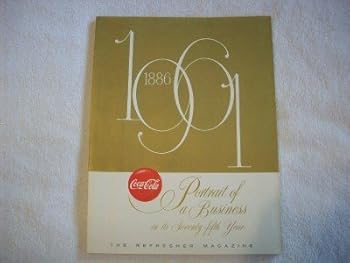 1961
1886
Coca-Cola
Portrait of
a Business
in its Seventy-fifth Year
THE REFRESHER MAGAZINE